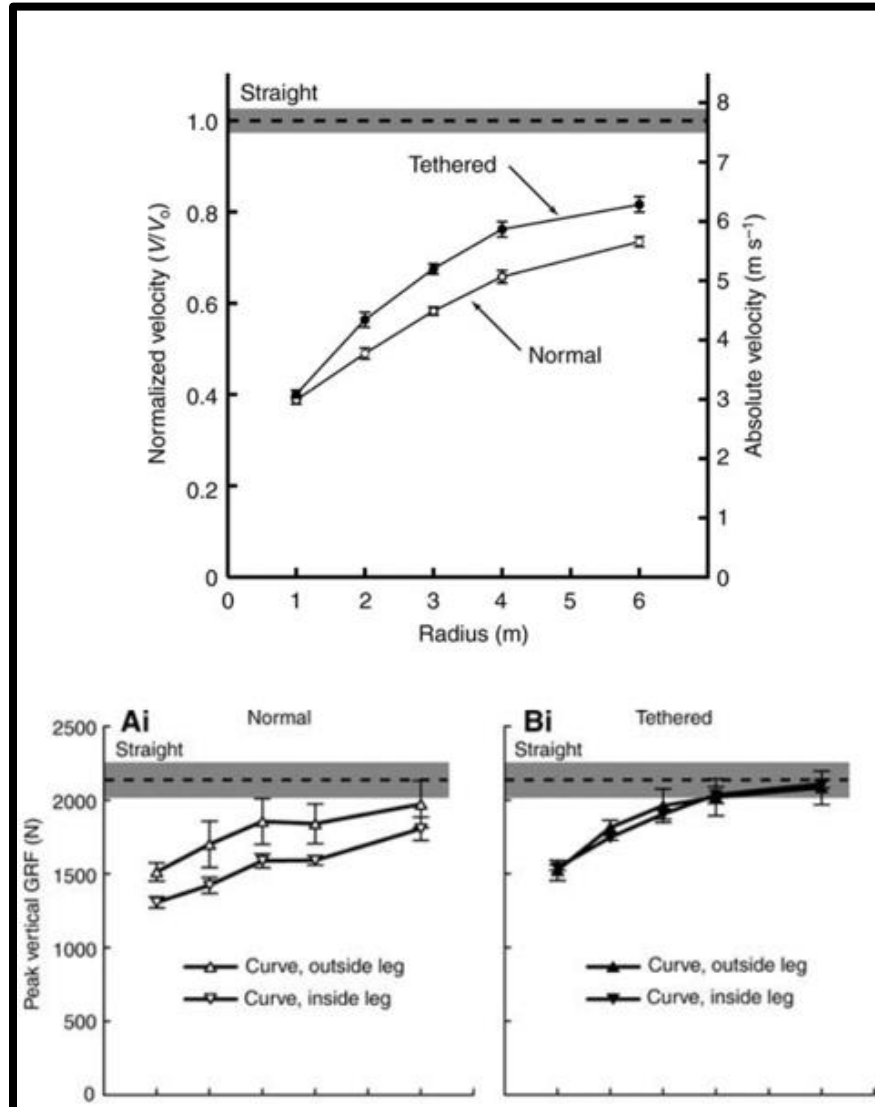 Straight
1.0
0.8
0.6
0.4
0.2
0
Normalized velocity (V/Vo)
Tethered
Normal
8
7
6
5
4
3
2
1
0
Absolute velocity (m s−1)
0 1 2 3 4 5 6
Radius (m)
Ai Normal
Straight
2500
2000
1500
1000
500
0
Peak vertical GRF (N)
Curve, outside leg
Curve, inside leg
Bi Tethered
Straight
Curve, outside leg
Curve, inside leg